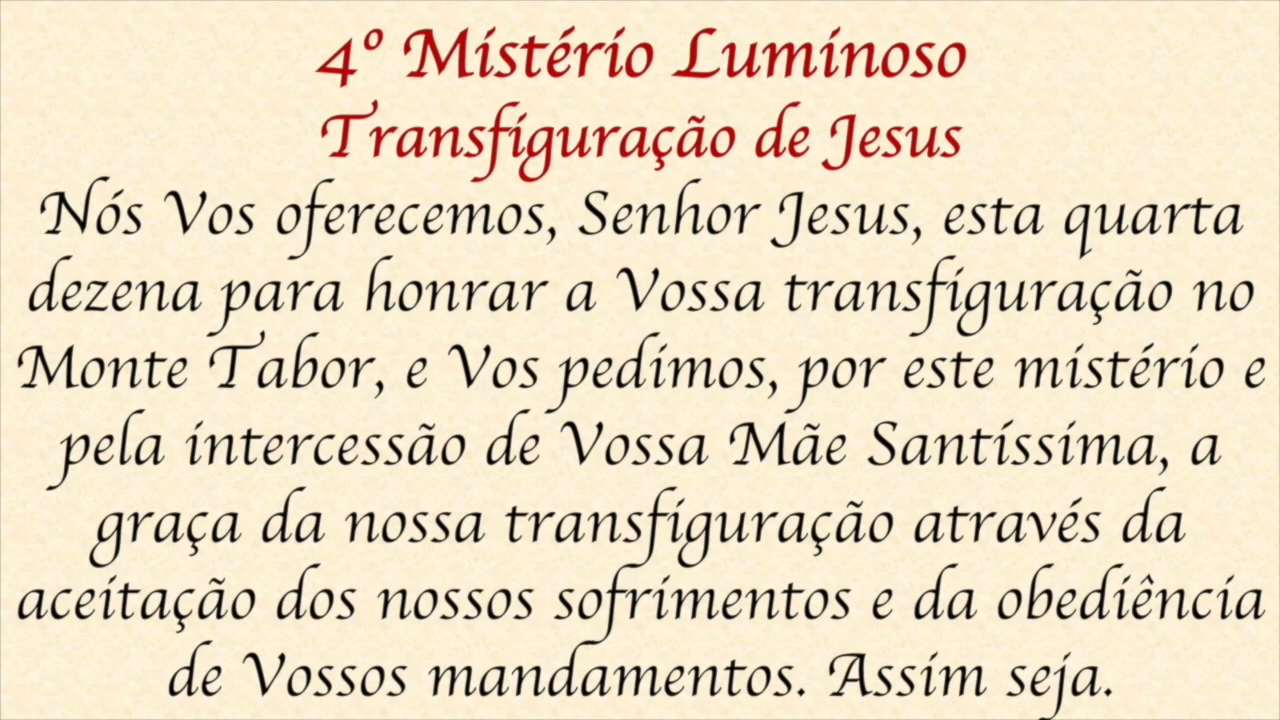 4º Mistério Luminoso
Transfiguração de Jesus
Nós Vos oferecemos, Senhor Jesus, esta quarta
dezena para honrar a Vossa transfiguração no
Monte Tabor, e Vos pedimos, por este mistério e
pela intercessão de Vossa Mãe Santíssima, a
graça da nossa transfiguração através da
aceitação dos nossos sofrimentos e da obediência
de Vossos mandamentos. Assim seja.